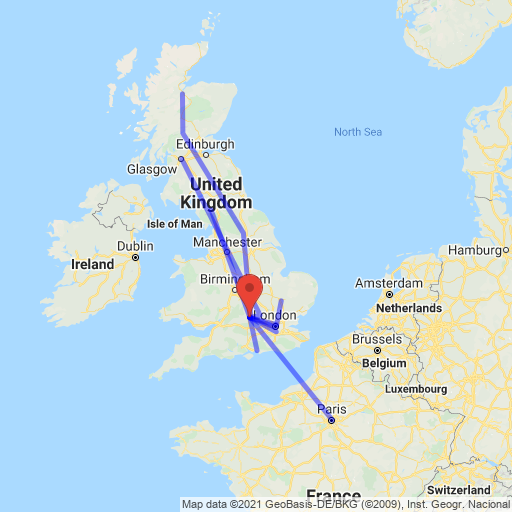 North Sea
Edinburgh
Glasgow
United
Kingdom
Isle of Man
Manchester
Dublin
Ireland
Hamburg
Birmingham
Amsterdam
Netherlands
London
Brussels
Belgium
Luxembourg
Paris
Switzerland
France
Map data ©2021 GeoBasis-DE/BKG (©2009), Inst. Geogr. Nacional